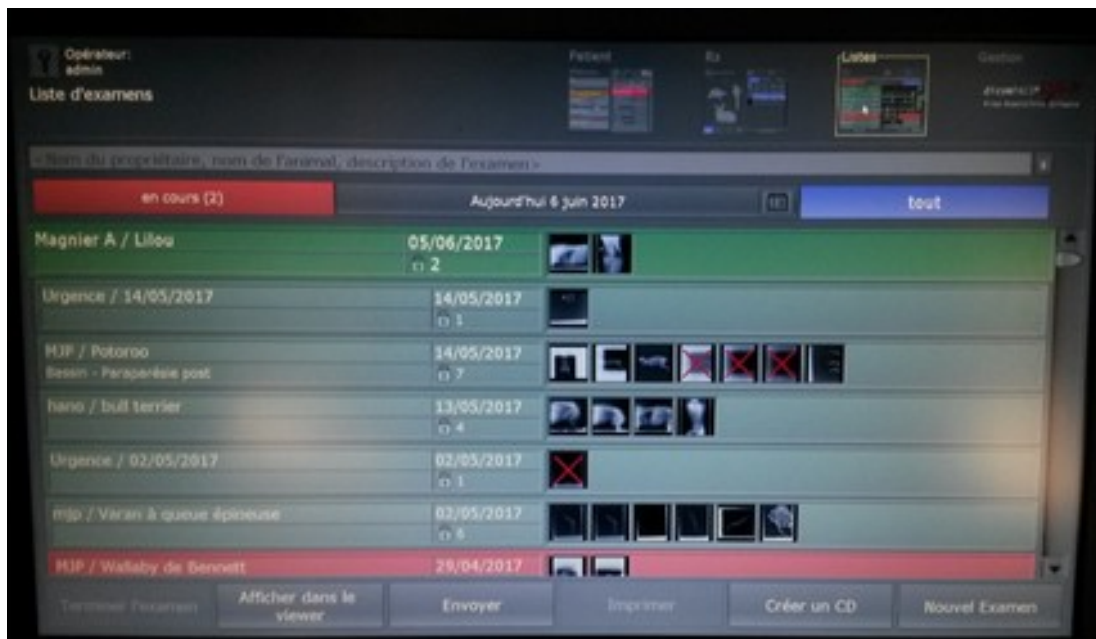 Opérateur:
admin
Liste d'examens
Patient
Rx
Listes
Gestion
<Nom du propriétaire, nom de l'animal, description de l'examen>
en cours (2)
Aujourd'hui 6 juin 2017
tout
Magnier A / Lilou
05/06/2017
2
Urgence / 14/05/2017
14/05/2017
1
MJP / Potoroo
14/05/2017
Bassin - Paraparésie post
7
hano / bull terrier
13/05/2017
4
Urgence / 02/05/2017
02/05/2017
1
mjp / Varan à queue épineuse
02/05/2017
6
MJP / Wallaby de Bennett
29/04/2017
Terminer l'examen
Afficher dans le
viewer
Envoyer
Imprimer
Créer un CD
Nouvel Examen